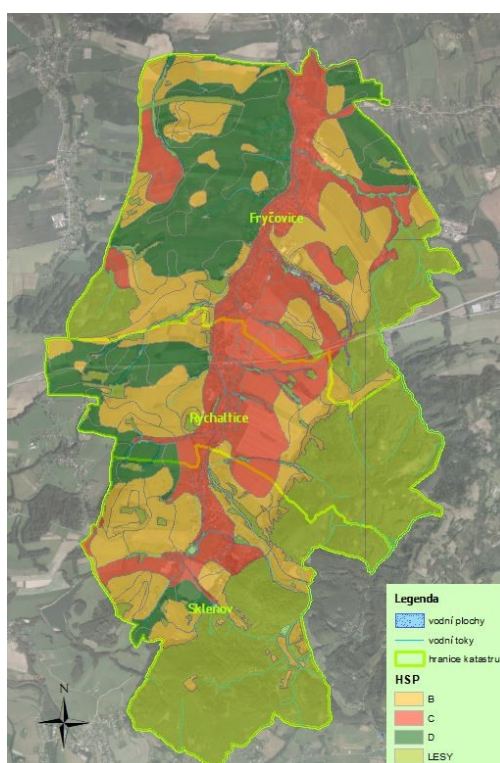 Fryčovice
Rychaltice
Sklenov
N
Legenda
vodní plochy
vodní toky
hranice katastru
HSP
B
C
D
LESY